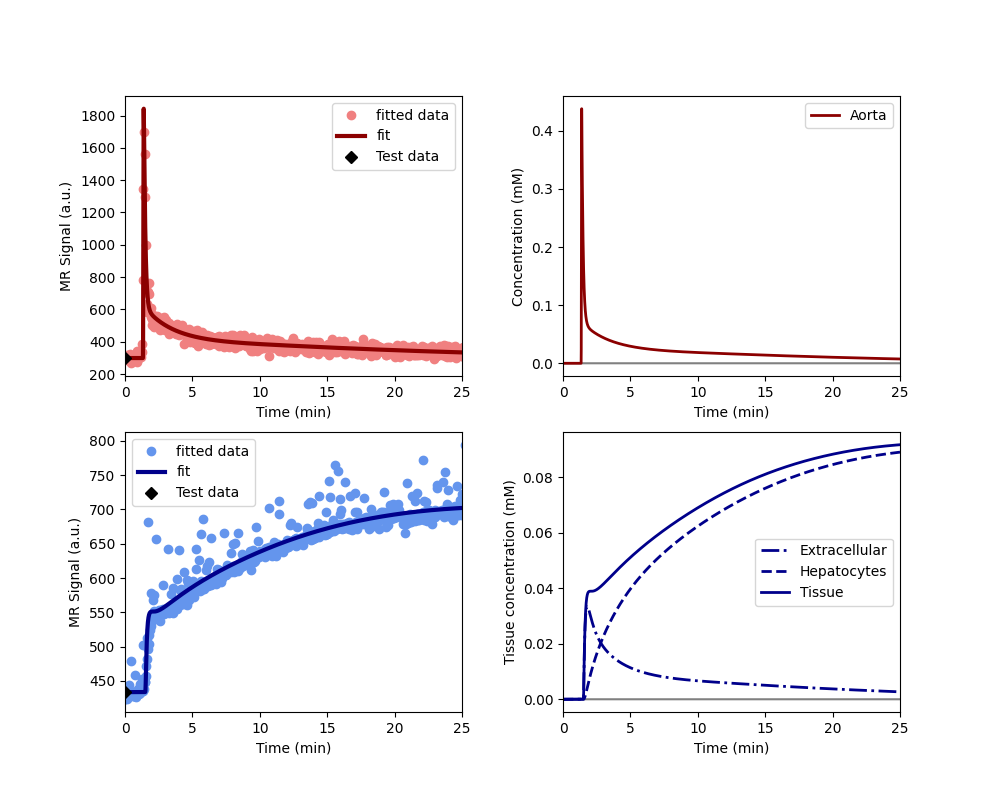 MR Signal (a.u.)
1800
1600
1400
1200
1000
800
600
400
200
0
5
10
15
20
25
Time (min)
fitted data
fit
Test data
Concentration (mM)
0.4
0.3
0.2
0.1
0.0
0
5
10
15
20
25
Time (min)
Aorta
MR Signal (a.u.)
800
750
700
650
600
550
500
450
0
5
10
15
20
25
Time (min)
fitted data
fit
Test data
Tissue concentration (mM)
0.08
0.06
0.04
0.02
0.00
0
5
10
15
20
25
Time (min)
Extracellular
Hepatocytes
Tissue